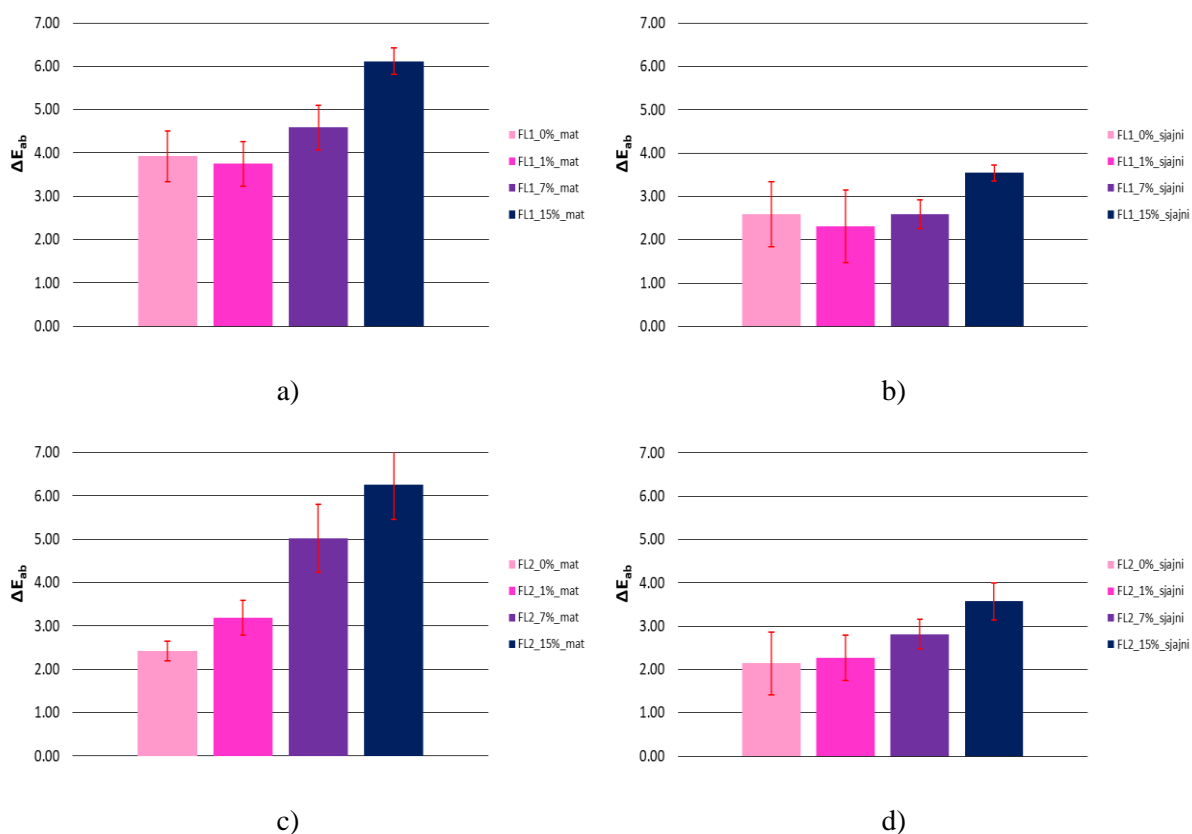 7.00
6.00
5.00
4.00
3.00
2.00
1.00
0.00
ΔEab
FL1_0%_mat
FL1_1%_mat
FL1_7%_mat
FL1_15%_mat
a)
7.00
6.00
5.00
4.00
3.00
2.00
1.00
0.00
ΔEab
FL1_0%_sjajni
FL1_1%_sjajni
FL1_7%_sjajni
FL1_15%_sjajni
b)
7.00
6.00
5.00
4.00
3.00
2.00
1.00
0.00
ΔEab
FL2_0%_mat
FL2_1%_mat
FL2_7%_mat
FL2_15%_mat
c)
7.00
6.00
5.00
4.00
3.00
2.00
1.00
0.00
ΔEab
FL2_0%_sjajni
FL2_1%_sjajni
FL2_7%_sjajni
FL2_15%_sjajni
d)